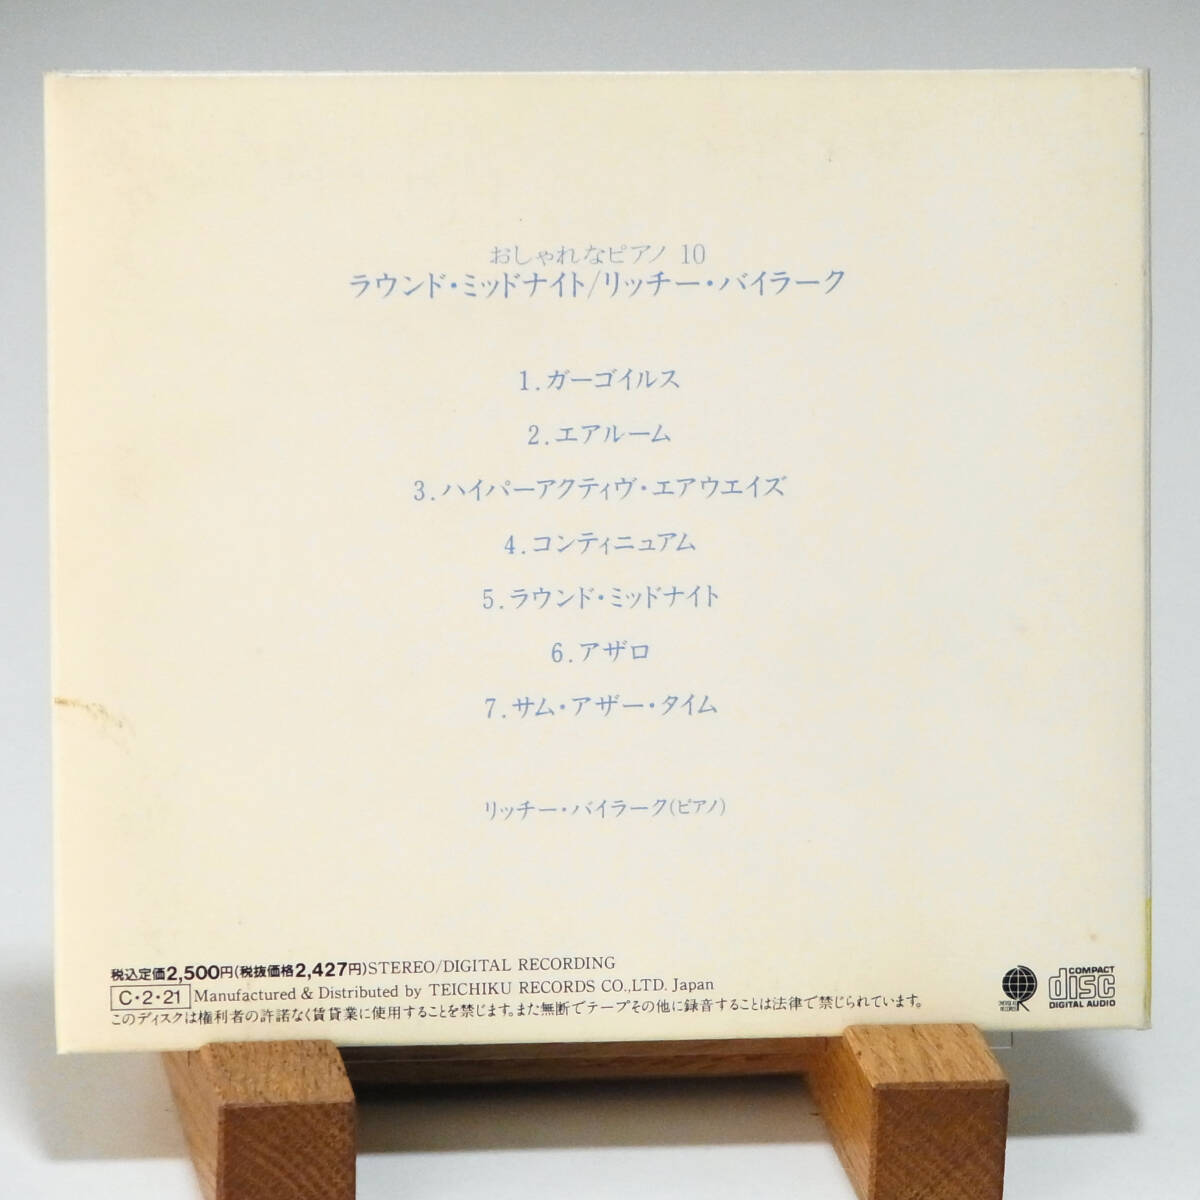 おしゃれなピアノ 10
ラウンド・ミッドナイト/リッチー・バイラーク
1.ガーゴイルス
2.エアルーム
3.ハイパーアクティヴ・エアウエイズ
4.コンティニュアム
5.ラウンド・ミッドナイト
6.アザロ
7.サム・アザー・タイム
リッチー・バイラーク(ピアノ)
税込定価2,500円(税抜価格2,427円)STEREO/DIGITAL RECORDING
C・2・21 Manufactured & Distributed by TEICHIKU RECORDS CO.,LTD. Japan
このディスクは権利者の許諾なく賃貸業に使用することを禁じます。また無断でテープその他に録音することは法律で禁じられています。
COMPACT
disc
DIGITAL AUDIO